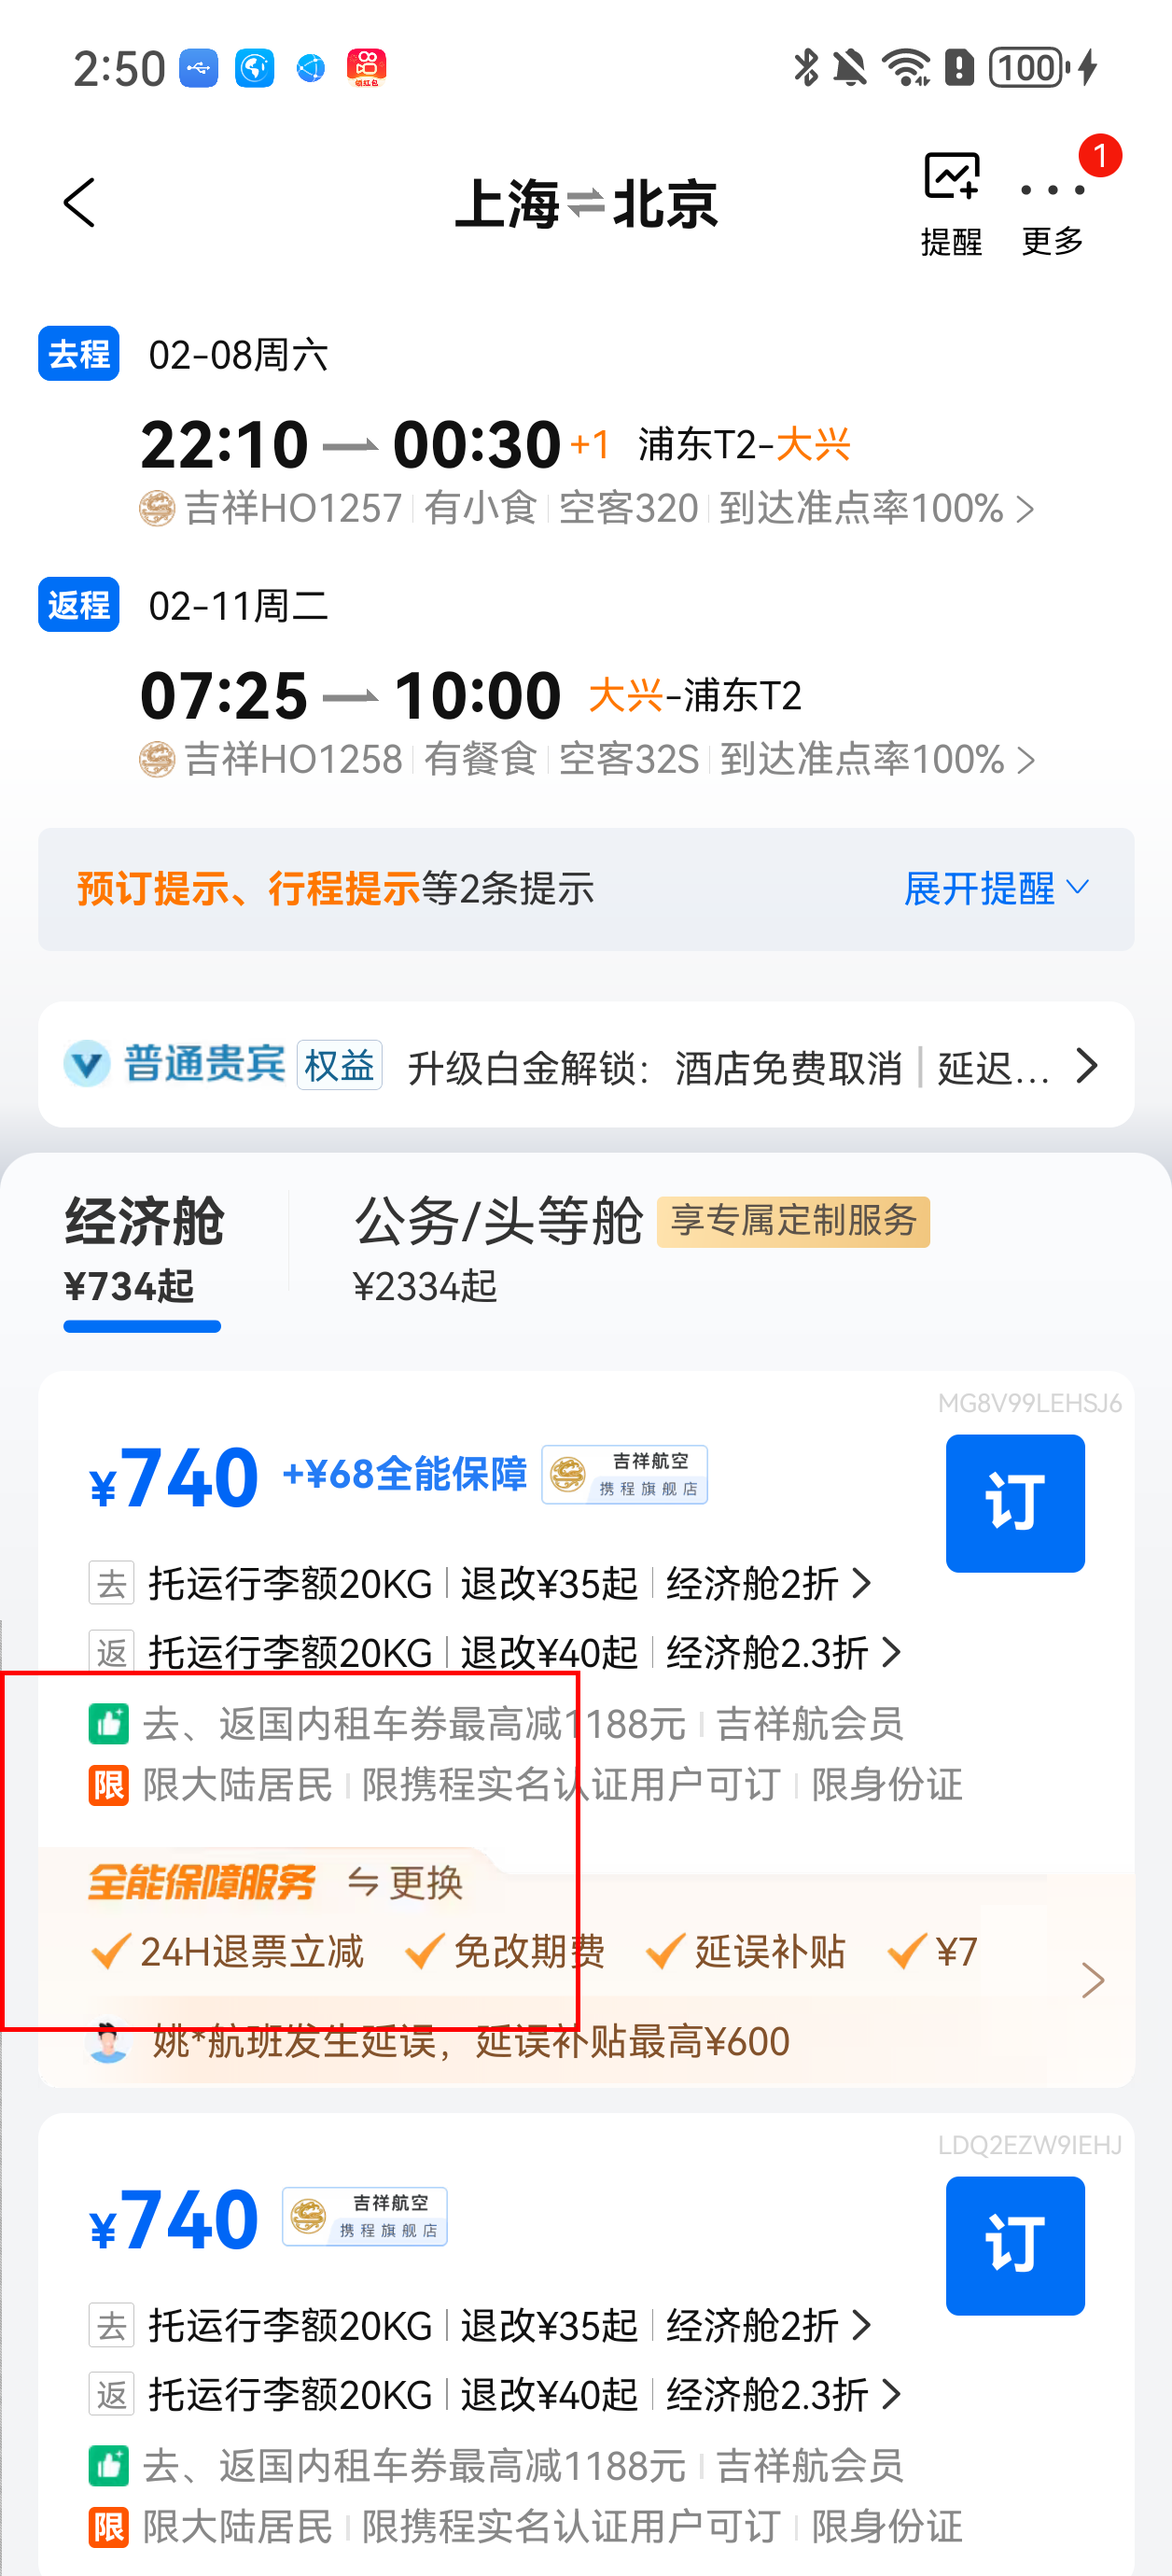 2:50
100
上海⇌北京
1
提醒
更多
去程 02-08周六
22:10 00:30 +1 浦东T2-大兴
吉祥HO1257 有小食 空客320 到达准点率100%
返程 02-11周二
07:25 10:00 大兴-浦东T2
吉祥HO1258 有餐食 空客32S 到达准点率100%
预订提示、行程提示等2条提示 展开提醒
普通贵宾 权益 升级白金解锁：酒店免费取消 延迟...
经济舱
¥734起
公务/头等舱 享专属定制服务
¥2334起
MG8V99LEHSJ6
¥740 +¥68全能保障 吉祥航空
携程旗舰店
订
去 托运行李额20KG 退改¥35起 经济舱2折
返 托运行李额20KG 退改¥40起 经济舱2.3折
去、返国内租车券最高减1188元 吉祥航会员
限 限大陆居民 限携程实名认证用户可订 限身份证
全能保障服务 更换
24H退票立减 免改期费 延误补贴 ¥7
姚*航班发生延误，延误补贴最高¥600
LDQ2EZW9IEHJ
¥740 吉祥航空
携程旗舰店
订
去 托运行李额20KG 退改¥35起 经济舱2折
返 托运行李额20KG 退改¥40起 经济舱2.3折
去、返国内租车券最高减1188元 吉祥航会员
限 限大陆居民 限携程实名认证用户可订 限身份证